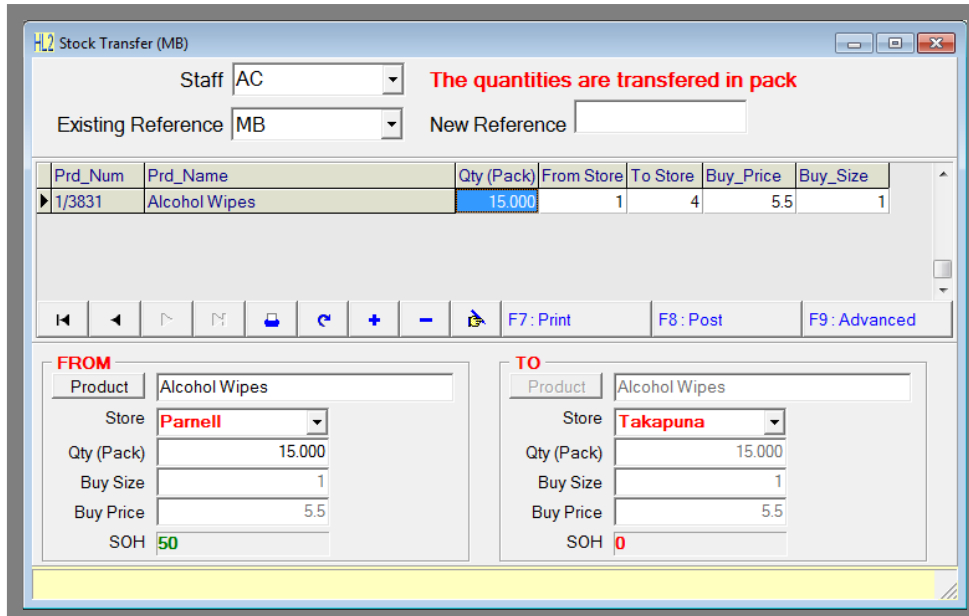 HL2 Stock Transfer (MB)
Staff AC The quantities are transfered in pack
Existing Reference MB New Reference
Prd_Num Prd_Name Qty (Pack) From Store To Store Buy_Price Buy_Size
1/3831 Alcohol Wipes 15.000 1 4 5.5 1
F7 : Print F8 : Post F9 : Advanced
FROM
Product Alcohol Wipes
Store Parnell
Qty (Pack) 15.000
Buy Size 1
Buy Price 5.5
SOH 50
TO
Product Alcohol Wipes
Store Takapuna
Qty (Pack) 15.000
Buy Size 1
Buy Price 5.5
SOH 0